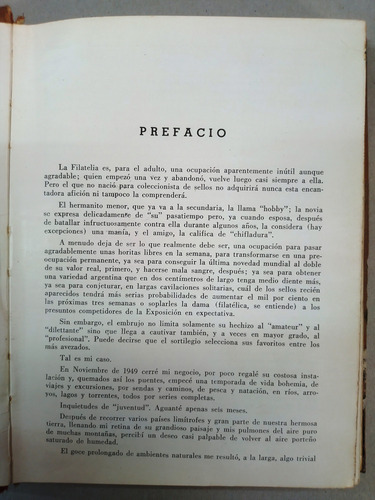 PREFACIO
La Filatelia es, para el adulto, una ocupación aparentemente inútil aunque
agradable; quien empezó una vez y abandonó, vuelve luego casi siempre a ella.
Pero el que no nació para coleccionista de sellos no adquirirá nunca esta encan-
tadora afición ni tampoco la comprenderá.
El hermanito menor, que ya va a la secundaria, la llama "hobby"; la novia
se expresa delicadamente de "su" pasatiempo pero, ya cuando esposa, después de
batallar infructuosamente contra ella durante algunos años, la considera (hay
excepciones) una manía, y el amigo, la califica de "chifladura".
A menudo deja de ser lo que realmente debe ser, una ocupación para pasar
agradablemente unas horitas libres en la semana, para transformarse en una pre-
ocupación permanente, ya sea para conseguir la última novedad mundial al doble
de su valor real, primero, y hacerse mala sangre, después; ya sea para obtener
una variedad argentina que en dos centímetros de largo tenga medio diente más,
ya sea para conjeturar, en largas cavilaciones solitarias, cuál de los sellos recién
aparecidos tendrá más serias probabilidades de aumentar el mil por ciento en
las próximas tres semanas o soplarles la dama (filatélica, se entiende) a los
presuntos competidores de la Exposición en expectativa.
Sin embargo, el embrujo no limita solamente su hechizo al "amateur" y al
"dilettante" sino que llega a cautivar también, y a veces en mayor grado, al
"profesional". Puede decirse que el sortilegio selecciona sus favoritos entre los
más avezados.
Tal es mi caso.
En Noviembre de 1949 cerré mi negocio, por poco regalé su costosa insta-
lación y, quemados así los puentes, empecé una temporada de vida bohemia, de
viajes y excursiones, por sendas y caminos, de pesca y natación, en ríos, arro-
yos, lagos y torrentes, todos por series completas.
Inquietudes de "juventud". Aguanté apenas seis meses.
Después de recorrer varios países limítrofes y gran parte de nuestra hermosa
tierra, llenando mi retina de su grandioso paisaje y mis pulmones del aire puro
de muchas montañas, percibí un deseo casi palpable de volver al aire porteño
saturado de humedad.
El goce prolongado de ambientes naturales me resultó, a la larga, algo trivial